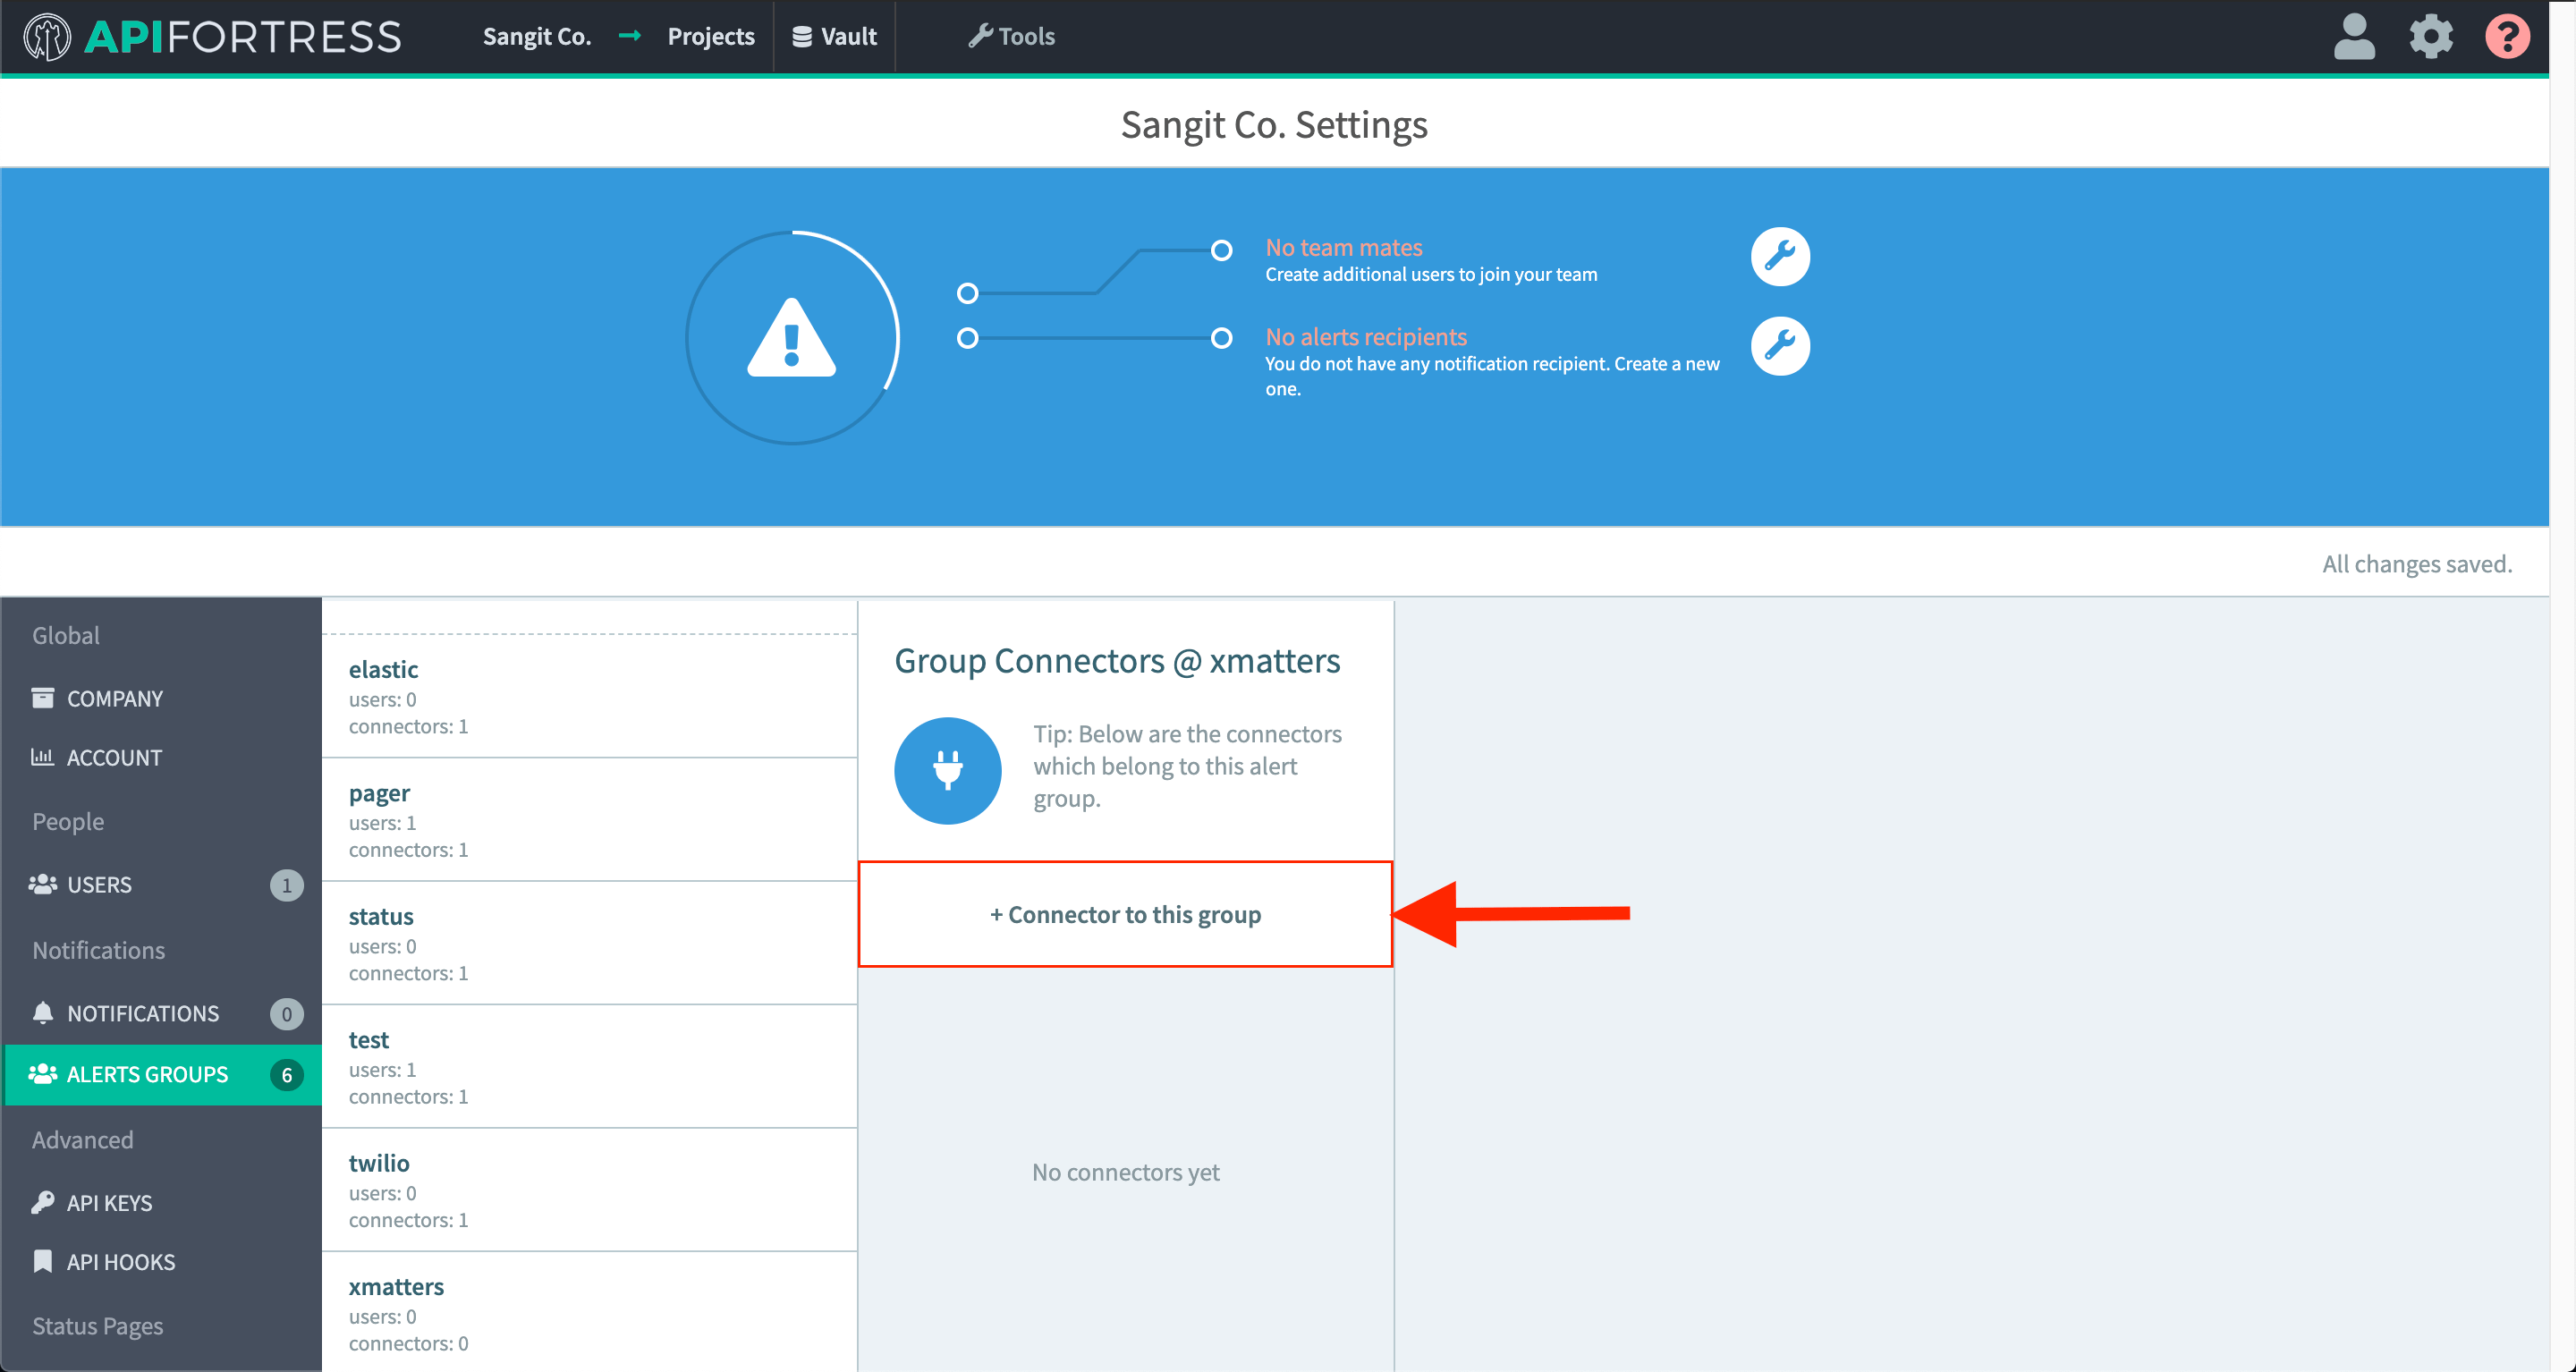 APIFORTRESS
Sangit Co. → Projects Vault Tools ?
Sangit Co. Settings
No team mates
Create additional users to join your team
No alerts recipients
You do not have any notification recipient. Create a new
one.
All changes saved.
Global
COMPANY
ACCOUNT
People
USERS 1
Notifications
NOTIFICATIONS 0
ALERTS GROUPS 6
Advanced
API KEYS
API HOOKS
Status Pages
elastic
users: 0
connectors: 1
pager
users: 1
connectors: 1
status
users: 0
connectors: 1
test
users: 1
connectors: 1
twilio
users: 0
connectors: 1
xmatters
users: 0
connectors: 0
Group Connectors @ xmatters
Tip: Below are the connectors
which belong to this alert
group.
+ Connector to this group
No connectors yet